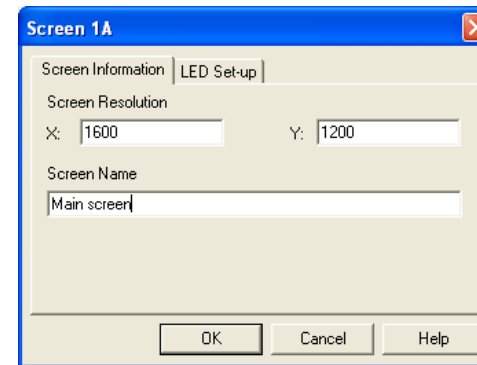 Screen 1A
Screen Information LED Set-up
Screen Resolution
X: 1600 Y: 1200
Screen Name
Main screen
OK Cancel Help